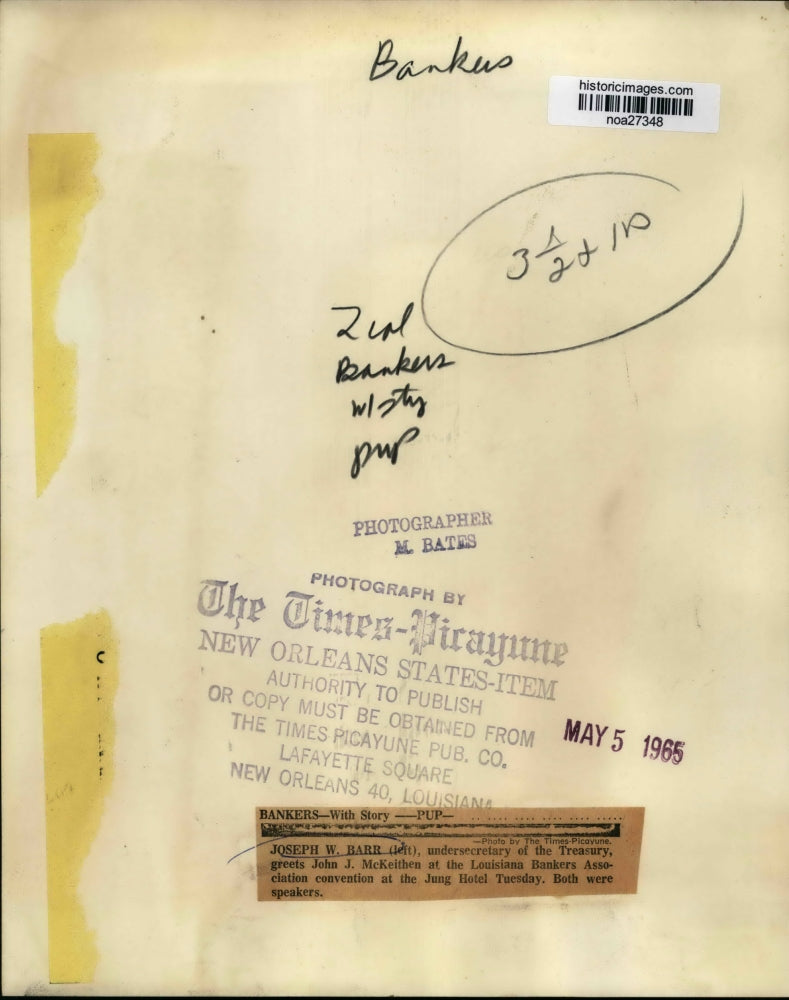 Bankers
historicimages.com
noa27348
3 1/2 x
2 col
Bankers
w/sty
pup
PHOTOGRAPHER
M. BATES
PHOTOGRAPH BY
The Times-Picayune
NEW ORLEANS STATES-ITEM
AUTHORITY TO PUBLISH
OR COPY MUST BE OBTAINED FROM
THE TIMES PICAYUNE PUB. CO.
LAFAYETTE SQUARE
NEW ORLEANS 40, LOUISIANA
MAY 5 1965
BANKERS—With Story ——PUP—
—Photo by The Times-Picayune.
JOSEPH W. BARR (left), undersecretary of the Treasury,
greets John J. McKeithen at the Louisiana Bankers Asso-
ciation convention at the Jung Hotel Tuesday. Both were
speakers.